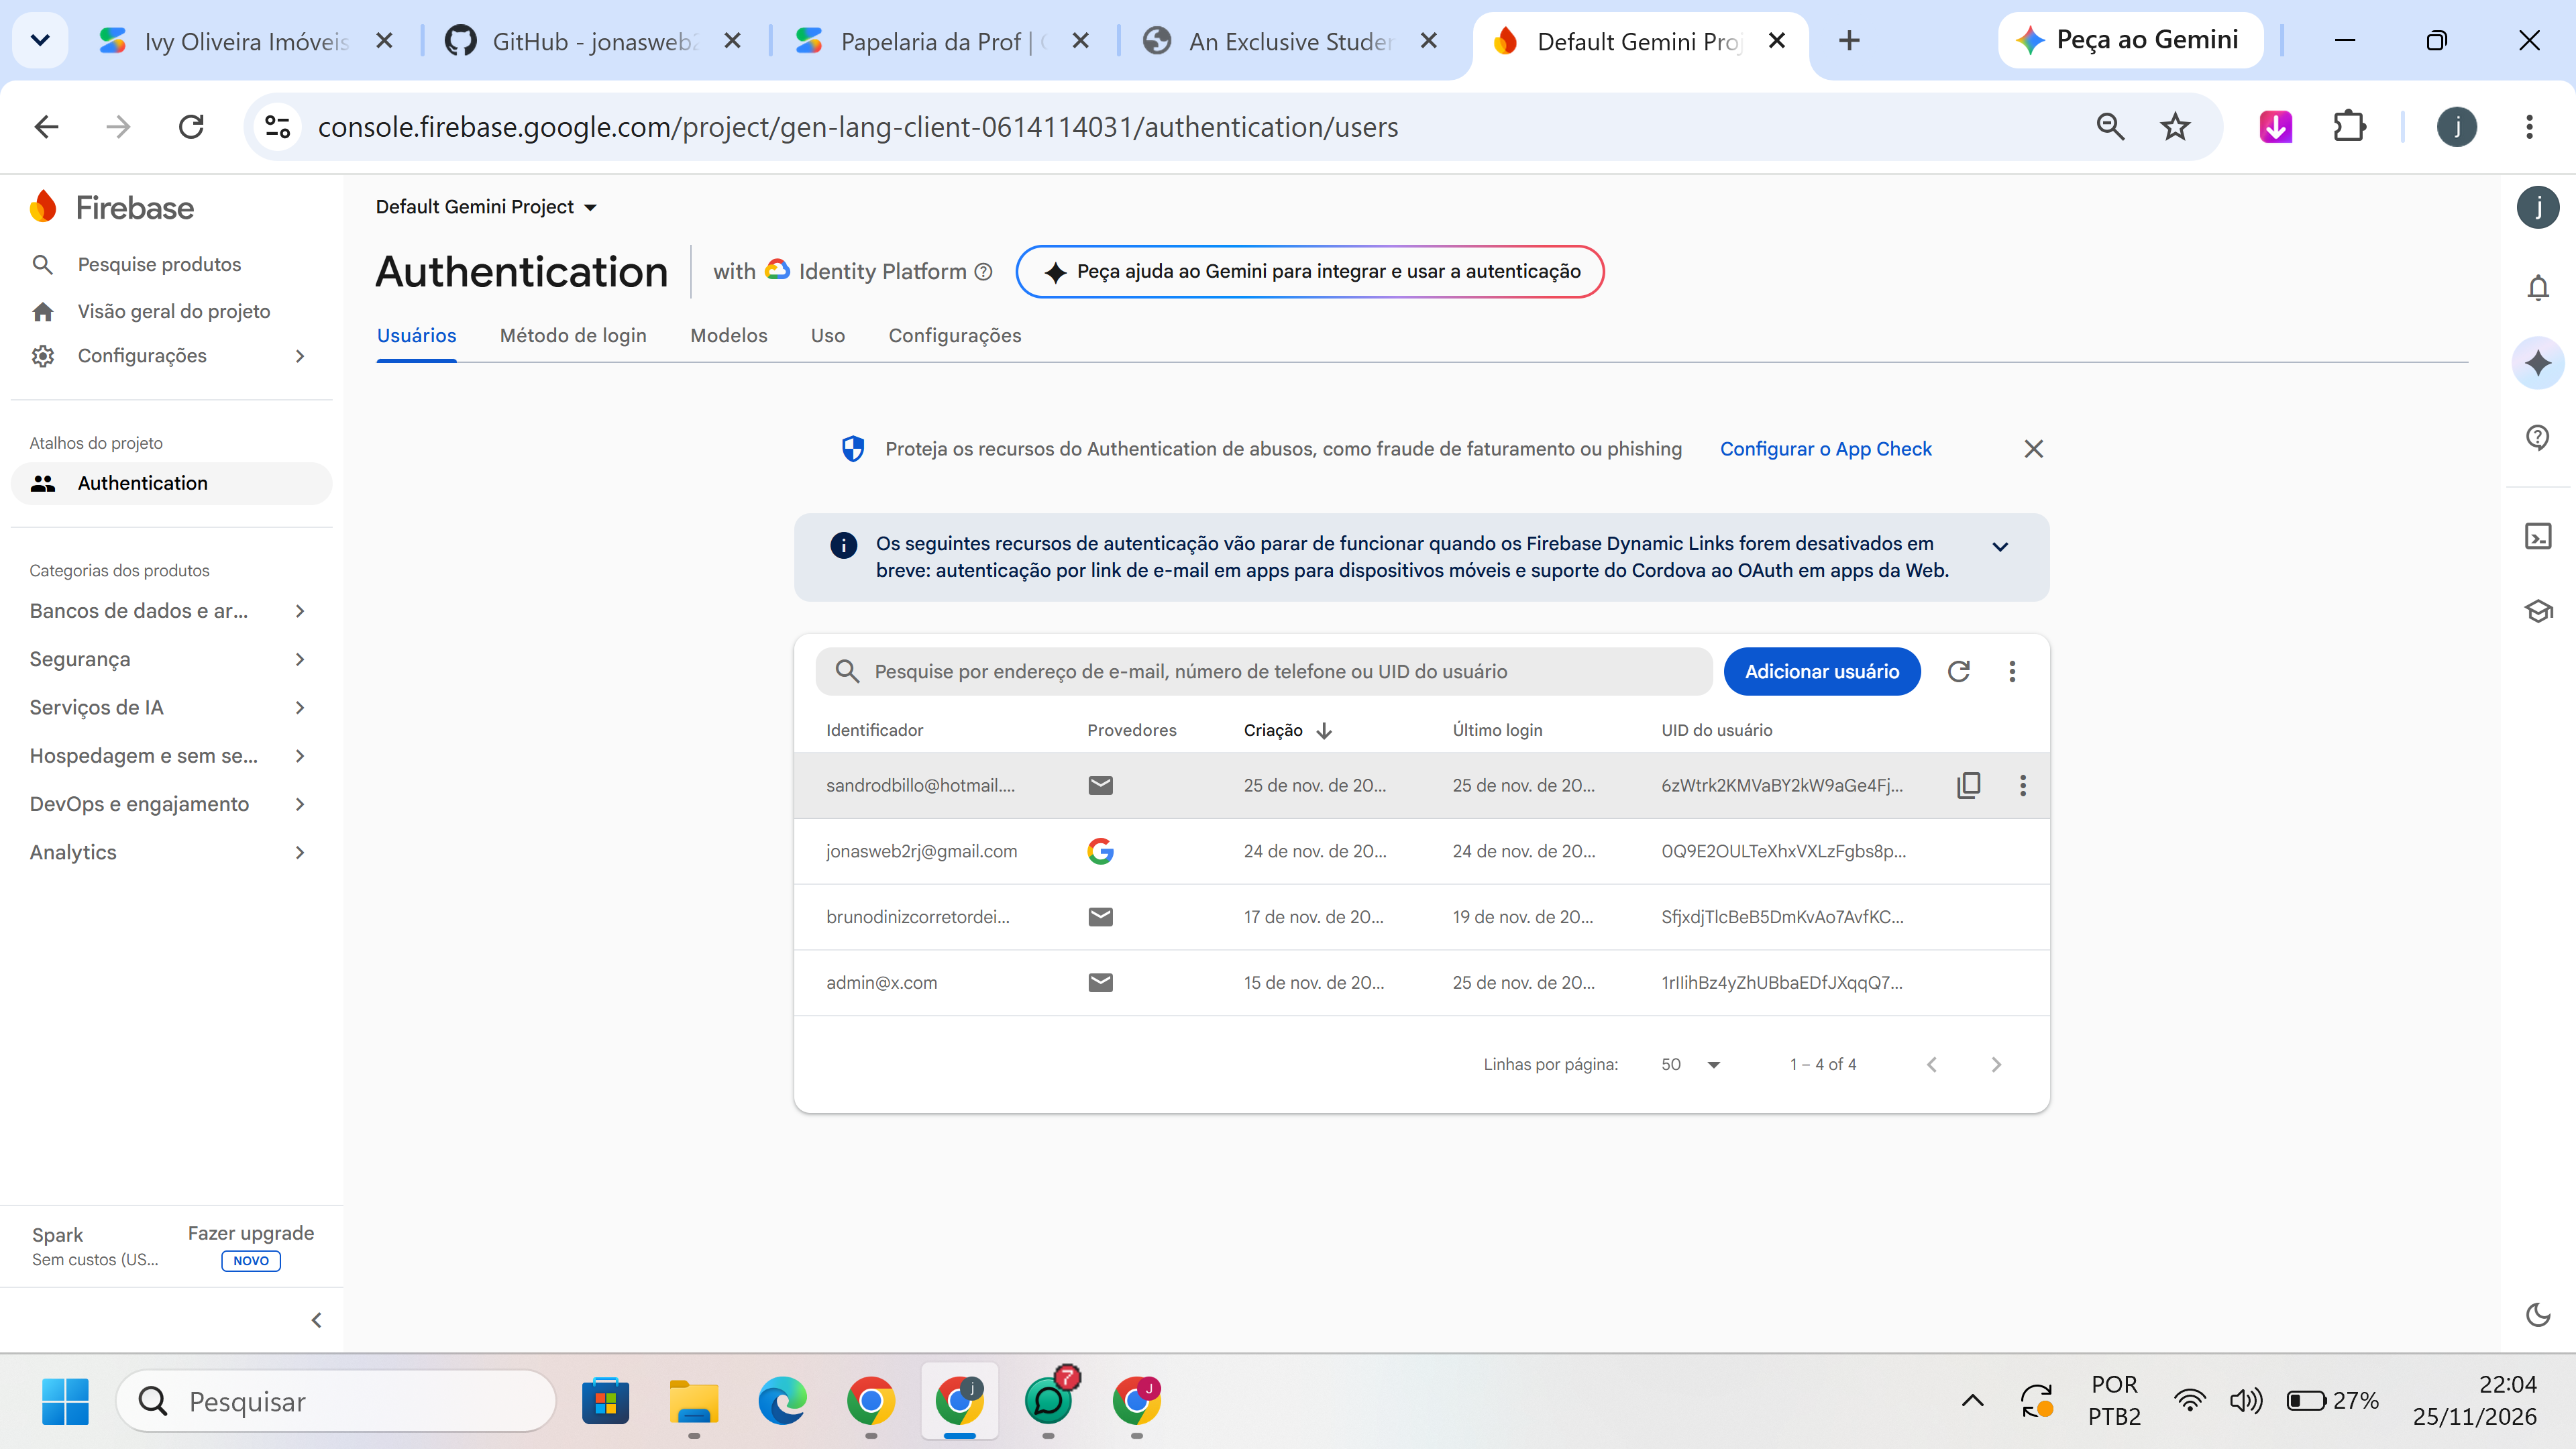 Ivy Oliveira Imóveis
GitHub - jonasweb2
Papelaria da Prof |
An Exclusive Studen
Default Gemini Proj
Peça ao Gemini
console.firebase.google.com/project/gen-lang-client-0614114031/authentication/users
j
Firebase
Default Gemini Project
j
Pesquise produtos
Authentication
with Identity Platform
Peça ajuda ao Gemini para integrar e usar a autenticação
Visão geral do projeto
Usuários Método de login Modelos Uso Configurações
Configurações
Atalhos do projeto
Proteja os recursos do Authentication de abusos, como fraude de faturamento ou phishing Configurar o App Check
Authentication
Os seguintes recursos de autenticação vão parar de funcionar quando os Firebase Dynamic Links forem desativados em
breve: autenticação por link de e-mail em apps para dispositivos móveis e suporte do Cordova ao OAuth em apps da Web.
Categorias dos produtos
Bancos de dados e ar...
Segurança
Serviços de IA
Hospedagem e sem se...
DevOps e engajamento
Analytics
Pesquise por endereço de e-mail, número de telefone ou UID do usuário
Adicionar usuário
Identificador Provedores Criação Último login UID do usuário
sandrodbillo@hotmail.... 25 de nov. de 20... 25 de nov. de 20... 6zWtrk2KMVaBY2kW9aGe4Fj...
jonasweb2rj@gmail.com 24 de nov. de 20... 24 de nov. de 20... 0Q9E2OULTeXhxVXLzFgbs8p...
brunodinizcorretordei... 17 de nov. de 20... 19 de nov. de 20... SfjxdjTlcBeB5DmKvAo7AvfKC...
admin@x.com 15 de nov. de 20... 25 de nov. de 20... 1rIlihBz4yZhUBbaEDfJXqqQ7...
Linhas por página: 50 1 – 4 of 4
Spark
Sem custos (US...
Fazer upgrade
NOVO
Pesquisar
j
7
J
POR
PTB2
27%
22:04
25/11/2026